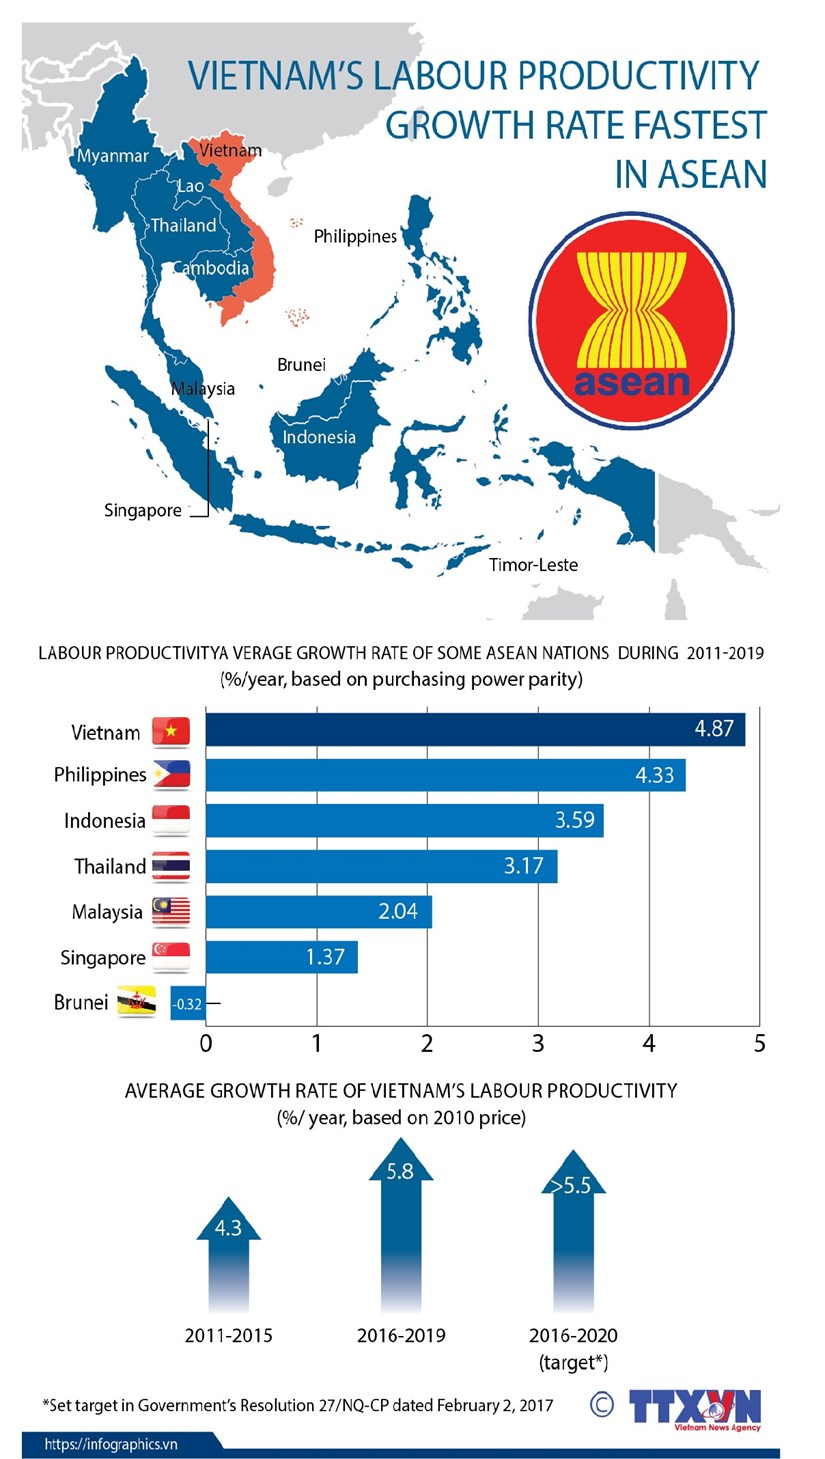 VIETNAM'S LABOUR PRODUCTIVITY
GROWTH RATE FASTEST
IN ASEAN
Myanmar
Vietnam
Lao
Thailand
Cambodia
Philippines
asean
Brunei
Malaysia
Indonesia
Singapore
Timor-Leste
LABOUR PRODUCTIVITYA VERAGE GROWTH RATE OF SOME ASEAN NATIONS DURING 2011-2019
(%/year, based on purchasing power parity)
Vietnam 4.87
Philippines 4.33
Indonesia 3.59
Thailand 3.17
Malaysia 2.04
Singapore 1.37
Brunei -0.32
0 1 2 3 4 5
AVERAGE GROWTH RATE OF VIETNAM'S LABOUR PRODUCTIVITY
(%/ year, based on 2010 price)
4.3 5.8 >5.5
2011-2015 2016-2019 2016-2020
(target*)
*Set target in Government's Resolution 27/NQ-CP dated February 2, 2017
© TTXVN
Vietnam News Agency
https://infographics.vn